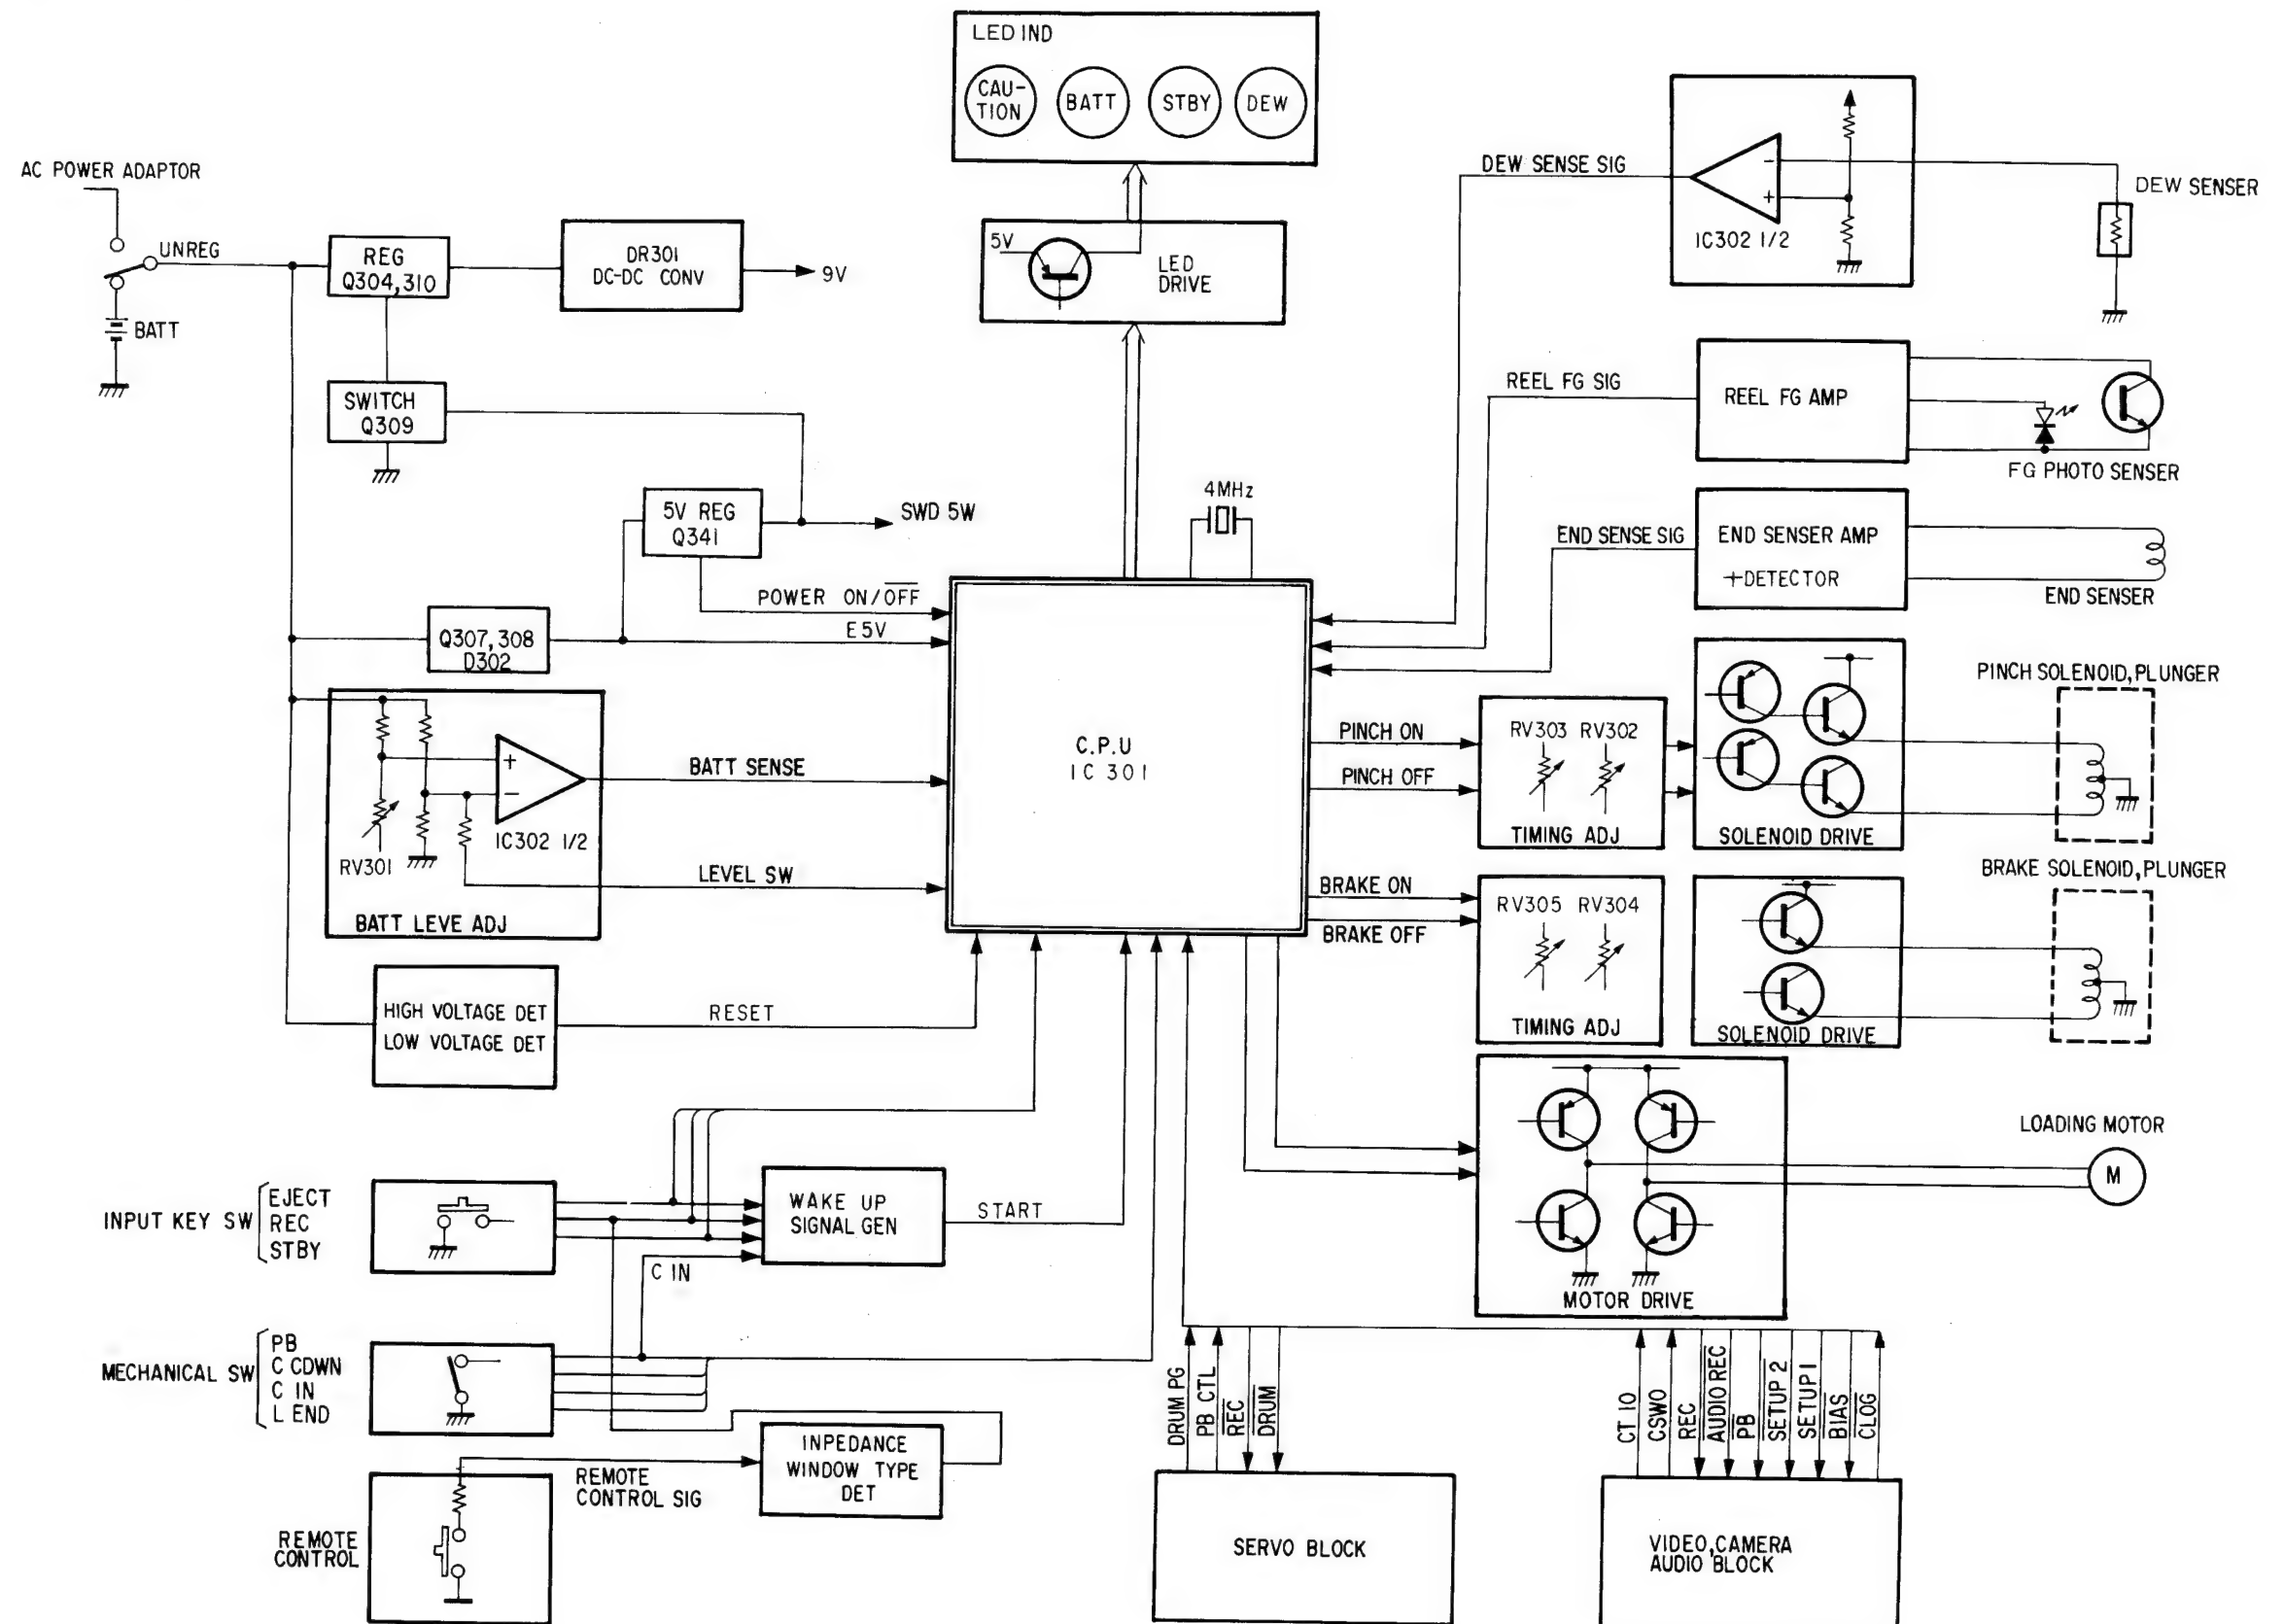 LED IND
CAU-
TION
BATT
STBY
DEW
AC POWER ADAPTOR
UNREG
BATT
REG
Q304,310
DR301
DC-DC CONV
9V
5V
LED
DRIVE
DEW SENSE SIG
-
+
IC302 1/2
DEW SENSER
SWITCH
Q309
REEL FG SIG
REEL FG AMP
FG PHOTO SENSER
5V REG
Q341
SWD 5W
4MHz
END SENSE SIG
END SENSER AMP
+DETECTOR
END SENSER
POWER ON/OFF
E5V
Q307,308
D302
C.P.U
IC 301
+
-
IC302 1/2
RV301
BATT LEVE ADJ
BATT SENSE
LEVEL SW
PINCH ON
PINCH OFF
RV303 RV302
TIMING ADJ
SOLENOID DRIVE
PINCH SOLENOID,PLUNGER
BRAKE ON
BRAKE OFF
RV305 RV304
TIMING ADJ
SOLENOID DRIVE
BRAKE SOLENOID,PLUNGER
HIGH VOLTAGE DET
LOW VOLTAGE DET
RESET
MOTOR DRIVE
LOADING MOTOR
M
INPUT KEY SW
EJECT
REC
STBY
WAKE UP
SIGNAL GEN
START
C IN
MECHANICAL SW
PB
C CDWN
C IN
L END
INPEDANCE
WINDOW TYPE
DET
REMOTE
CONTROL SIG
REMOTE
CONTROL
DRUM PG
PB CTL
REC
DRUM
SERVO BLOCK
CT 10
CSWO
REC
AUDIO REC
PB
SETUP 2
SETUP 1
BIAS
CLOG
VIDEO,CAMERA
AUDIO BLOCK